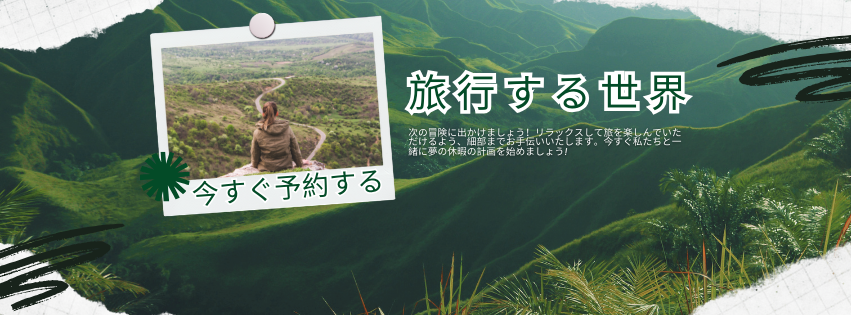 旅行する世界
次の冒険に出かけましょう! リラックスして旅を楽しんでいた
だけるよう、細部までお手伝いいたします。今すぐ私たちと一
緒に夢の休暇の計画を始めましょう!
今すぐ予約する